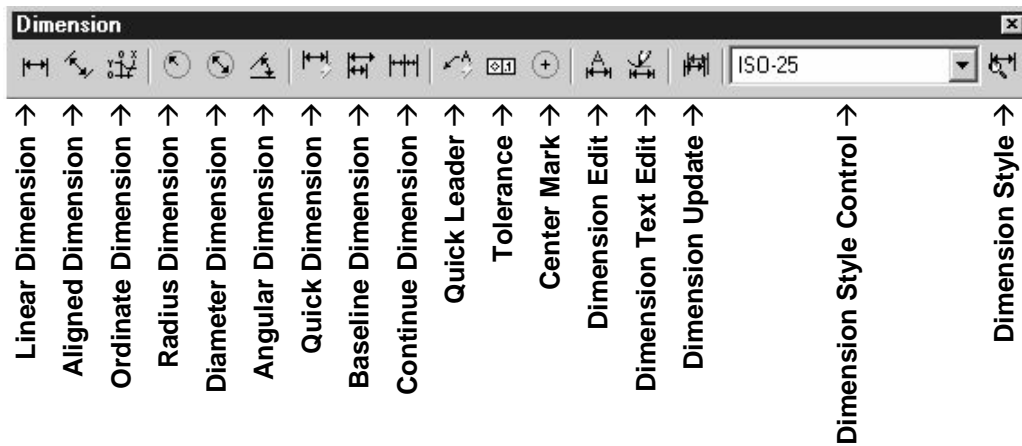 Dimension
ISO-25
Linear Dimension →
Aligned Dimension →
Ordinate Dimension →
Radius Dimension →
Diameter Dimension →
Angular Dimension →
Quick Dimension →
Baseline Dimension →
Continue Dimension →
Quick Leader →
Tolerance →
Center Mark →
Dimension Edit →
Dimension Text Edit →
Dimension Update →
Dimension Style Control →
Dimension Style →